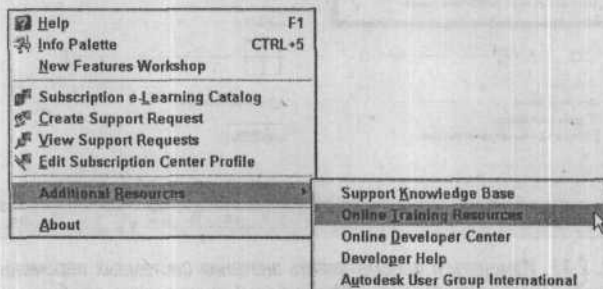 Help F1
Info Palette CTRL+5
New Features Workshop
Subscription e-Learning Catalog
Create Support Request
View Support Requests
Edit Subscription Center Profile
Additional Resources
About
Support Knowledge Base
Online Training Resources
Online Developer Center
Developer Help
Autodesk User Group International